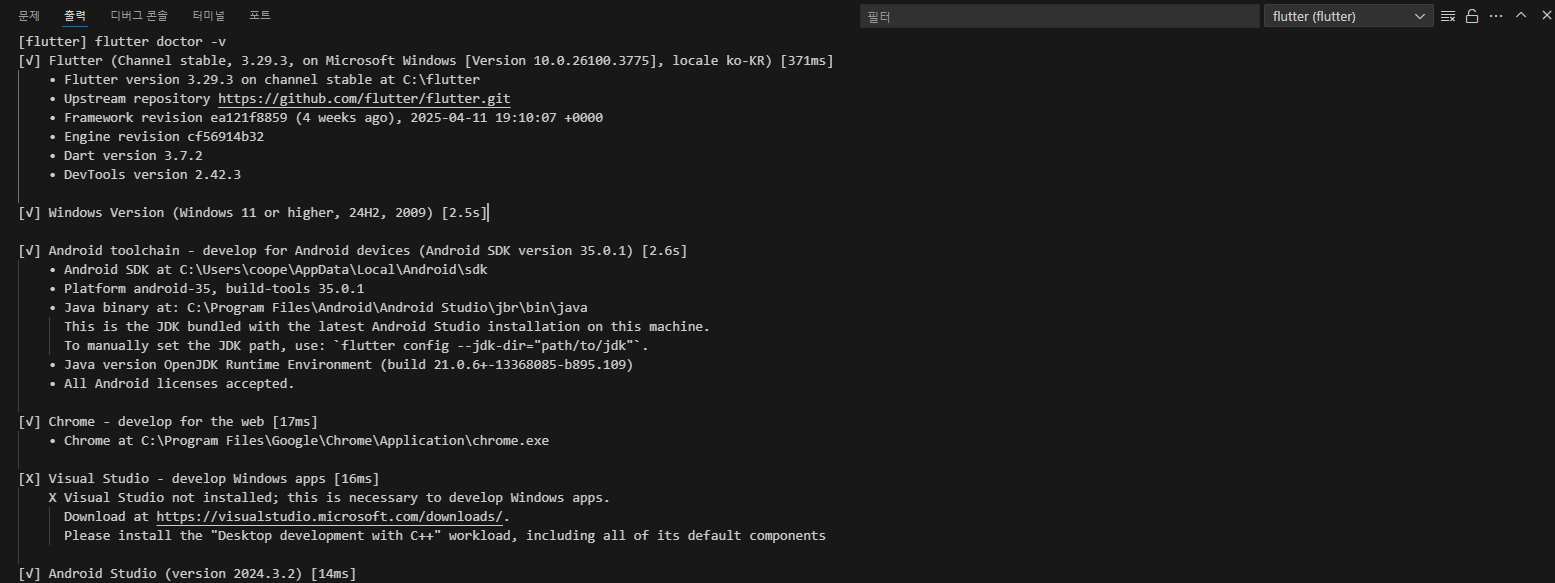 문제 출력 디버그 콘솔 터미널 포트 필터 flutter (flutter)
[flutter] flutter doctor -v
[√] Flutter (Channel stable, 3.29.3, on Microsoft Windows [Version 10.0.26100.3775], locale ko-KR) [371ms]
• Flutter version 3.29.3 on channel stable at C:\flutter
• Upstream repository https://github.com/flutter/flutter.git
• Framework revision ea121f8859 (4 weeks ago), 2025-04-11 19:10:07 +0000
• Engine revision cf56914b32
• Dart version 3.7.2
• DevTools version 2.42.3
[√] Windows Version (Windows 11 or higher, 24H2, 2009) [2.5s]
[√] Android toolchain - develop for Android devices (Android SDK version 35.0.1) [2.6s]
• Android SDK at C:\Users\coope\AppData\Local\Android\sdk
• Platform android-35, build-tools 35.0.1
• Java binary at: C:\Program Files\Android\Android Studio\jbr\bin\java
This is the JDK bundled with the latest Android Studio installation on this machine.
To manually set the JDK path, use: `flutter config --jdk-dir="path/to/jdk"`.
• Java version OpenJDK Runtime Environment (build 21.0.6+-13368085-b895.109)
• All Android licenses accepted.
[√] Chrome - develop for the web [17ms]
• Chrome at C:\Program Files\Google\Chrome\Application\chrome.exe
[X] Visual Studio - develop Windows apps [16ms]
X Visual Studio not installed; this is necessary to develop Windows apps.
Download at https://visualstudio.microsoft.com/downloads/.
Please install the "Desktop development with C++" workload, including all of its default components
[√] Android Studio (version 2024.3.2) [14ms]